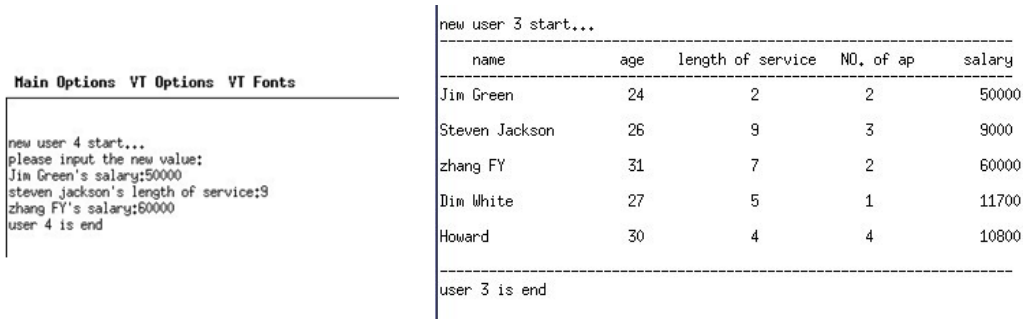 Main Options VT Options VT Fonts
new user 4 start...
please input the new value:
Jim Green's salary:50000
steven jackson's length of service:9
zhang FY's salary:60000
user 4 is end
new user 3 start...
name age length of service NO. of ap salary
Jim Green 24 2 2 50000
Steven Jackson 26 9 3 9000
zhang FY 31 7 2 60000
Dim White 27 5 1 11700
Howard 30 4 4 10800
user 3 is end